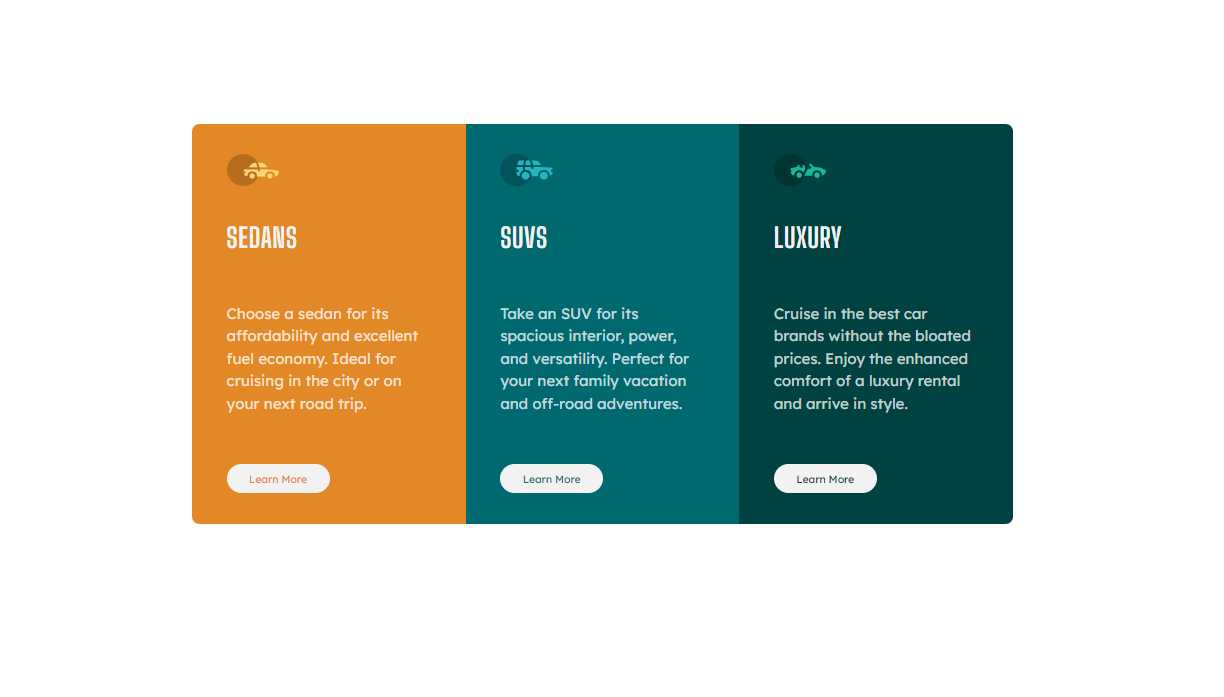 SEDANS
Choose a sedan for its
affordability and excellent
fuel economy. Ideal for
cruising in the city or on
your next road trip.
Learn More
SUVS
Take an SUV for its
spacious interior, power,
and versatility. Perfect for
your next family vacation
and off-road adventures.
Learn More
LUXURY
Cruise in the best car
brands without the bloated
prices. Enjoy the enhanced
comfort of a luxury rental
and arrive in style.
Learn More